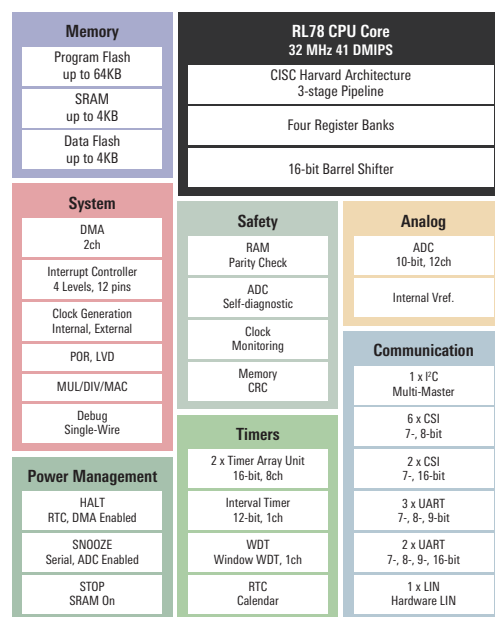 Memory
Program Flash
up to 64KB
SRAM
up to 4KB
Data Flash
up to 4KB
RL78 CPU Core
32 MHz 41 DMIPS
CISC Harvard Architecture
3-stage Pipeline
Four Register Banks
16-bit Barrel Shifter
System
DMA
2ch
Interrupt Controller
4 Levels, 12 pins
Clock Generation
Internal, External
POR, LVD
MUL/DIV/MAC
Debug
Single-Wire
Power Management
HALT
RTC, DMA Enabled
SNOOZE
Serial, ADC Enabled
STOP
SRAM On
Safety
RAM
Parity Check
ADC
Self-diagnostic
Clock
Monitoring
Memory
CRC
Timers
2 x Timer Array Unit
16-bit, 8ch
Interval Timer
12-bit, 1ch
WDT
Window WDT, 1ch
RTC
Calendar
Analog
ADC
10-bit, 12ch
Internal Vref.
Communication
1 x I²C
Multi-Master
6 x CSI
7-, 8-bit
2 x CSI
7-, 16-bit
3 x UART
7-, 8-, 9-bit
2 x UART
7-, 8-, 9-, 16-bit
1 x LIN
Hardware LIN